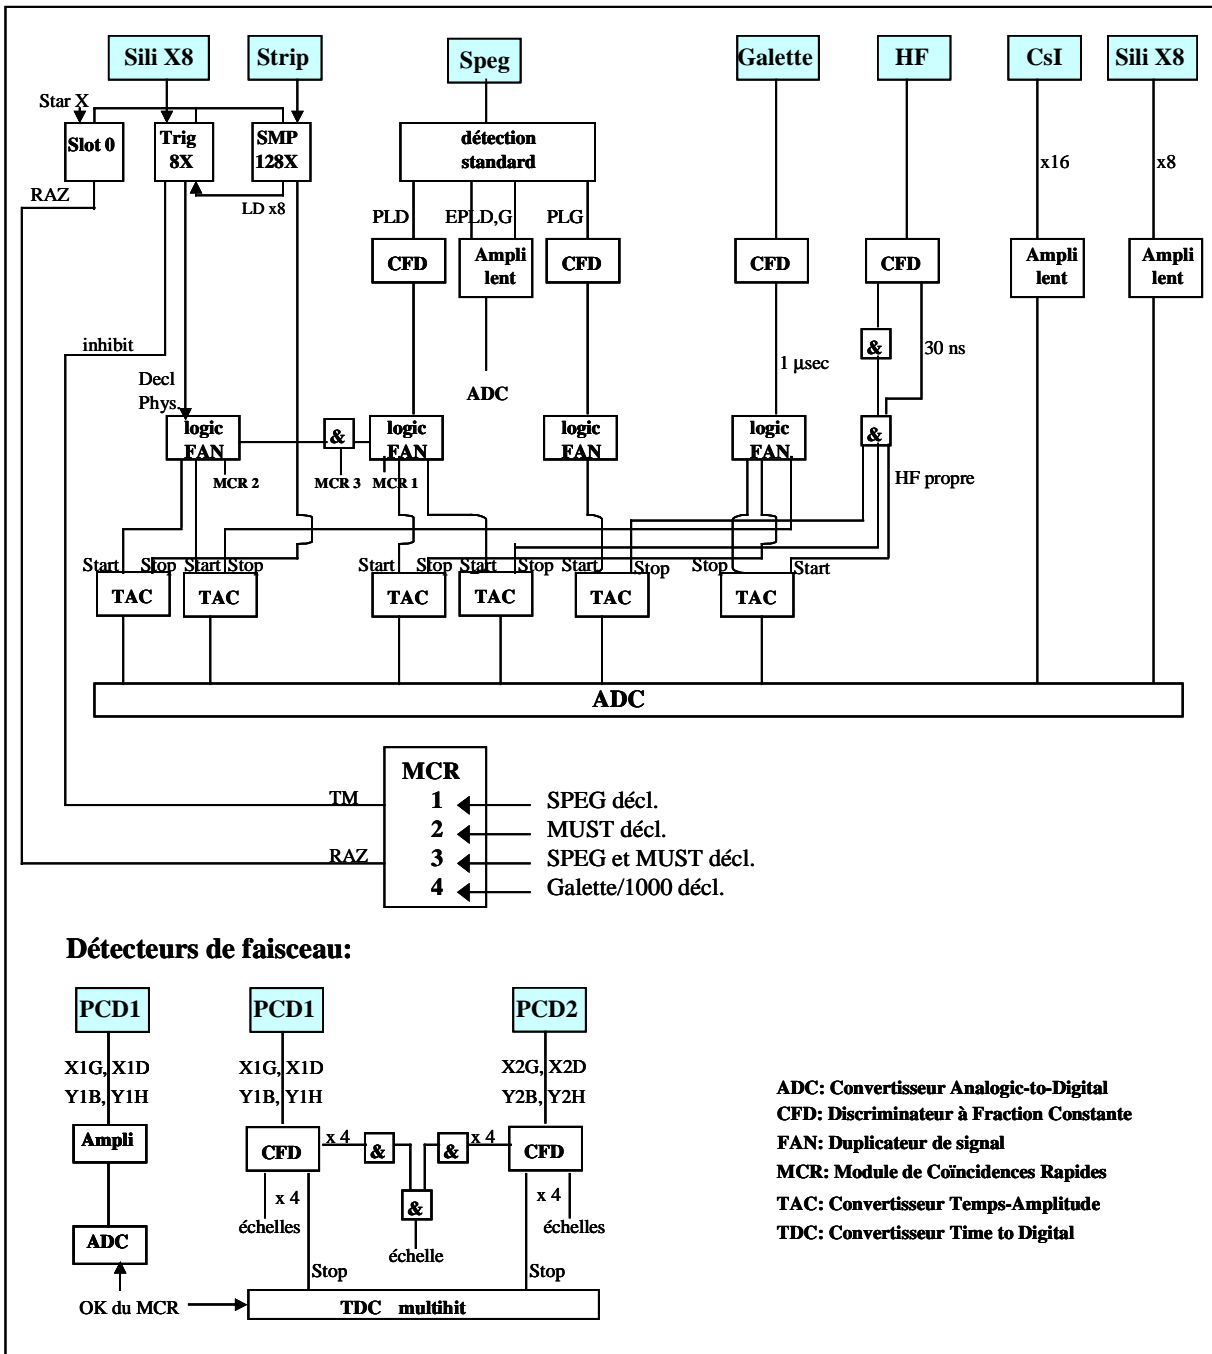 Sili X8
Strip
Speg
Galette
HF
CsI
Sili X8
Star X
Slot 0
Trig
8X
SMP
128X
détection
standard
x16
x8
RAZ
LD x8
PLD
EPLD,G
PLG
CFD
Ampli
lent
CFD
CFD
CFD
Ampli
lent
Ampli
lent
inhibit
&
30 ns
1 μsec
Decl
Phys.
ADC
logic
FAN
&
logic
FAN
logic
FAN
logic
FAN
&
MCR 2
MCR 3
MCR 1
HF propre
Start
Stop
Start
Stop
Start
Stop
Start
Stop
Start
Stop
Stop
Start
TAC
TAC
TAC
TAC
TAC
TAC
ADC
MCR
TM
1
SPEG décl.
2
MUST décl.
RAZ
3
SPEG et MUST décl.
4
Galette/1000 décl.
Détecteurs de faisceau:
PCD1
PCD1
PCD2
X1G, X1D
Y1B, Y1H
X1G, X1D
Y1B, Y1H
X2G, X2D
Y2B, Y2H
Ampli
CFD
x 4
&
&
x 4
CFD
x 4
échelles
&
échelle
x 4
échelles
ADC
Stop
Stop
OK du MCR
TDC multihit
ADC: Convertisseur Analogic-to-Digital
CFD: Discriminateur à Fraction Constante
FAN: Duplicateur de signal
MCR: Module de Coïncidences Rapides
TAC: Convertisseur Temps-Amplitude
TDC: Convertisseur Time to Digital